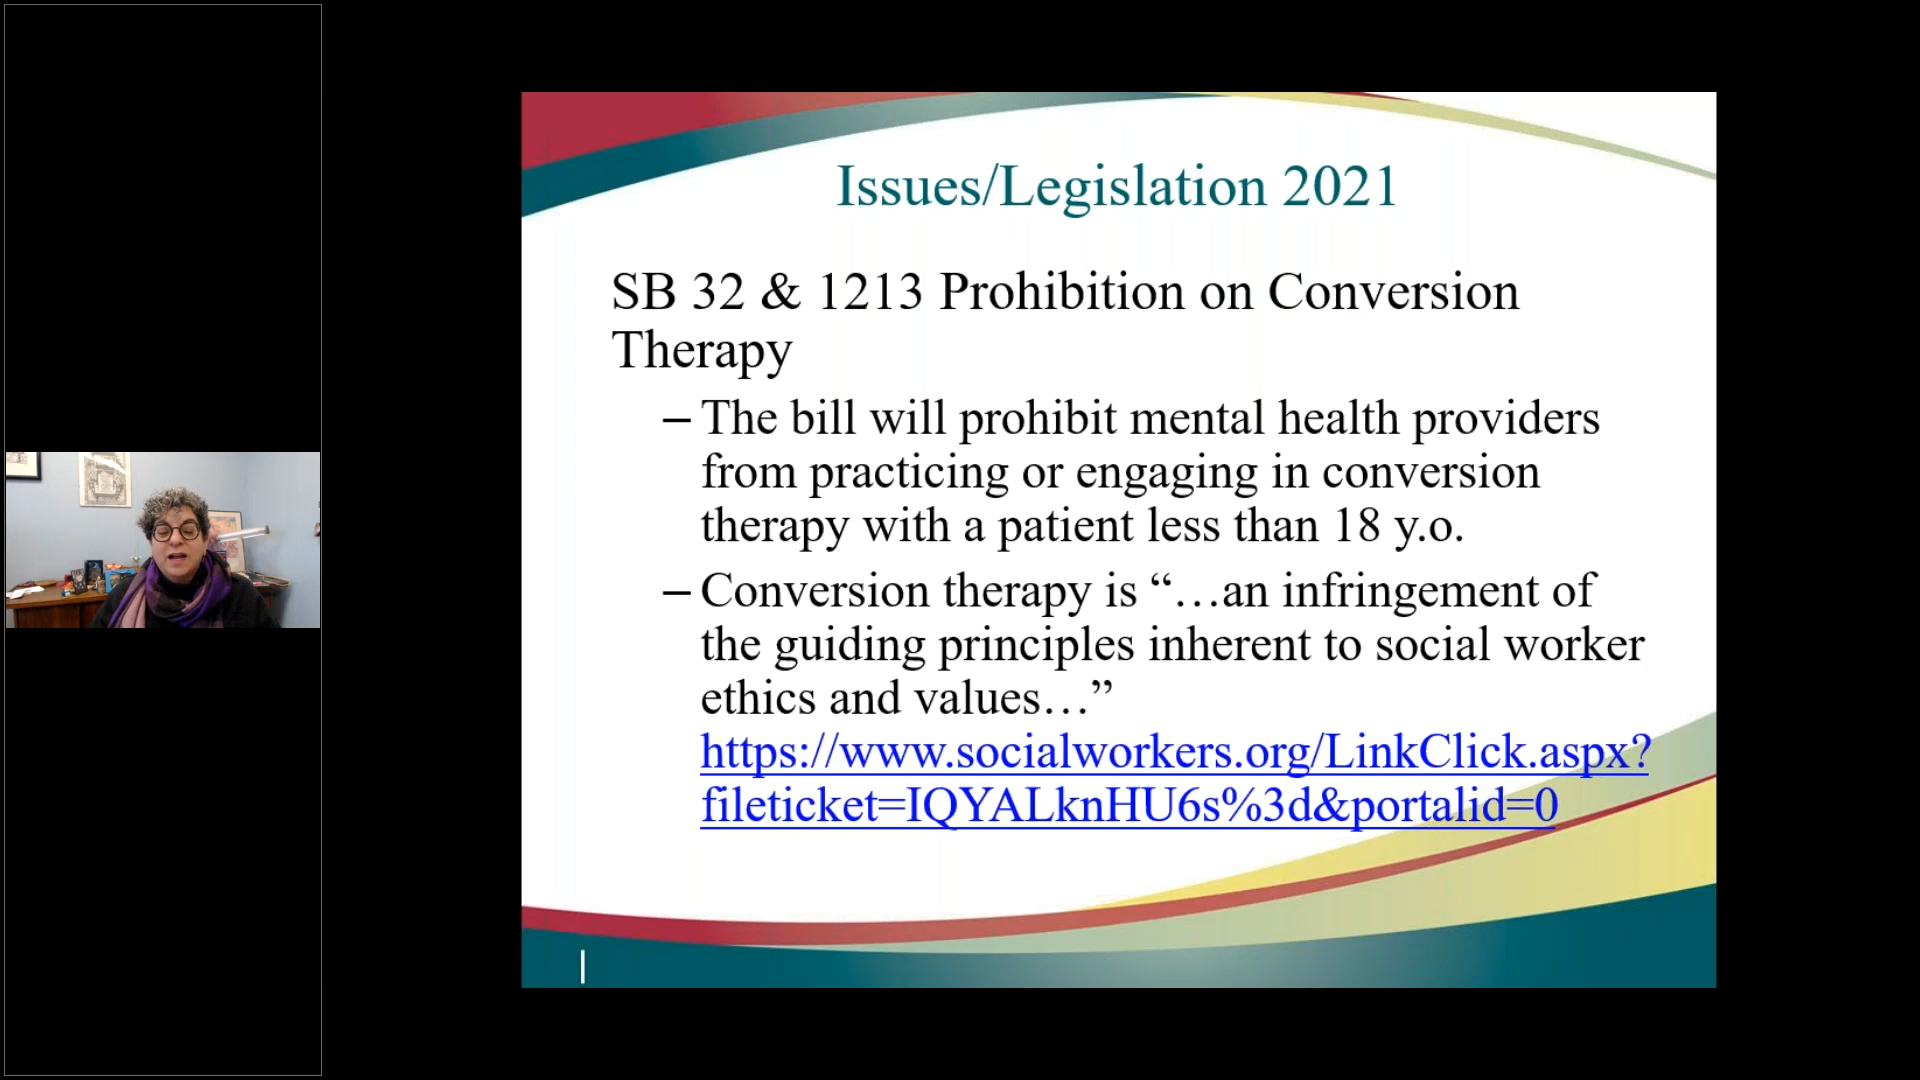 Issues/Legislation 2021
SB 32 & 1213 Prohibition on Conversion
Therapy
– The bill will prohibit mental health providers
from practicing or engaging in conversion
therapy with a patient less than 18 y.o.
– Conversion therapy is “…an infringement of
the guiding principles inherent to social worker
ethics and values…”
https://www.socialworkers.org/LinkClick.aspx?
fileticket=IQYALknHU6s%3d&portalid=0